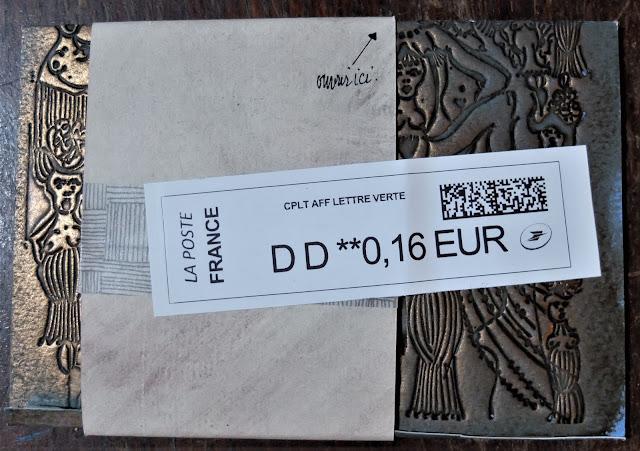 ouvrir ici.
CPLT AFF LETTRE VERTE
LA POSTE
FRANCE
D D **0,16 EUR